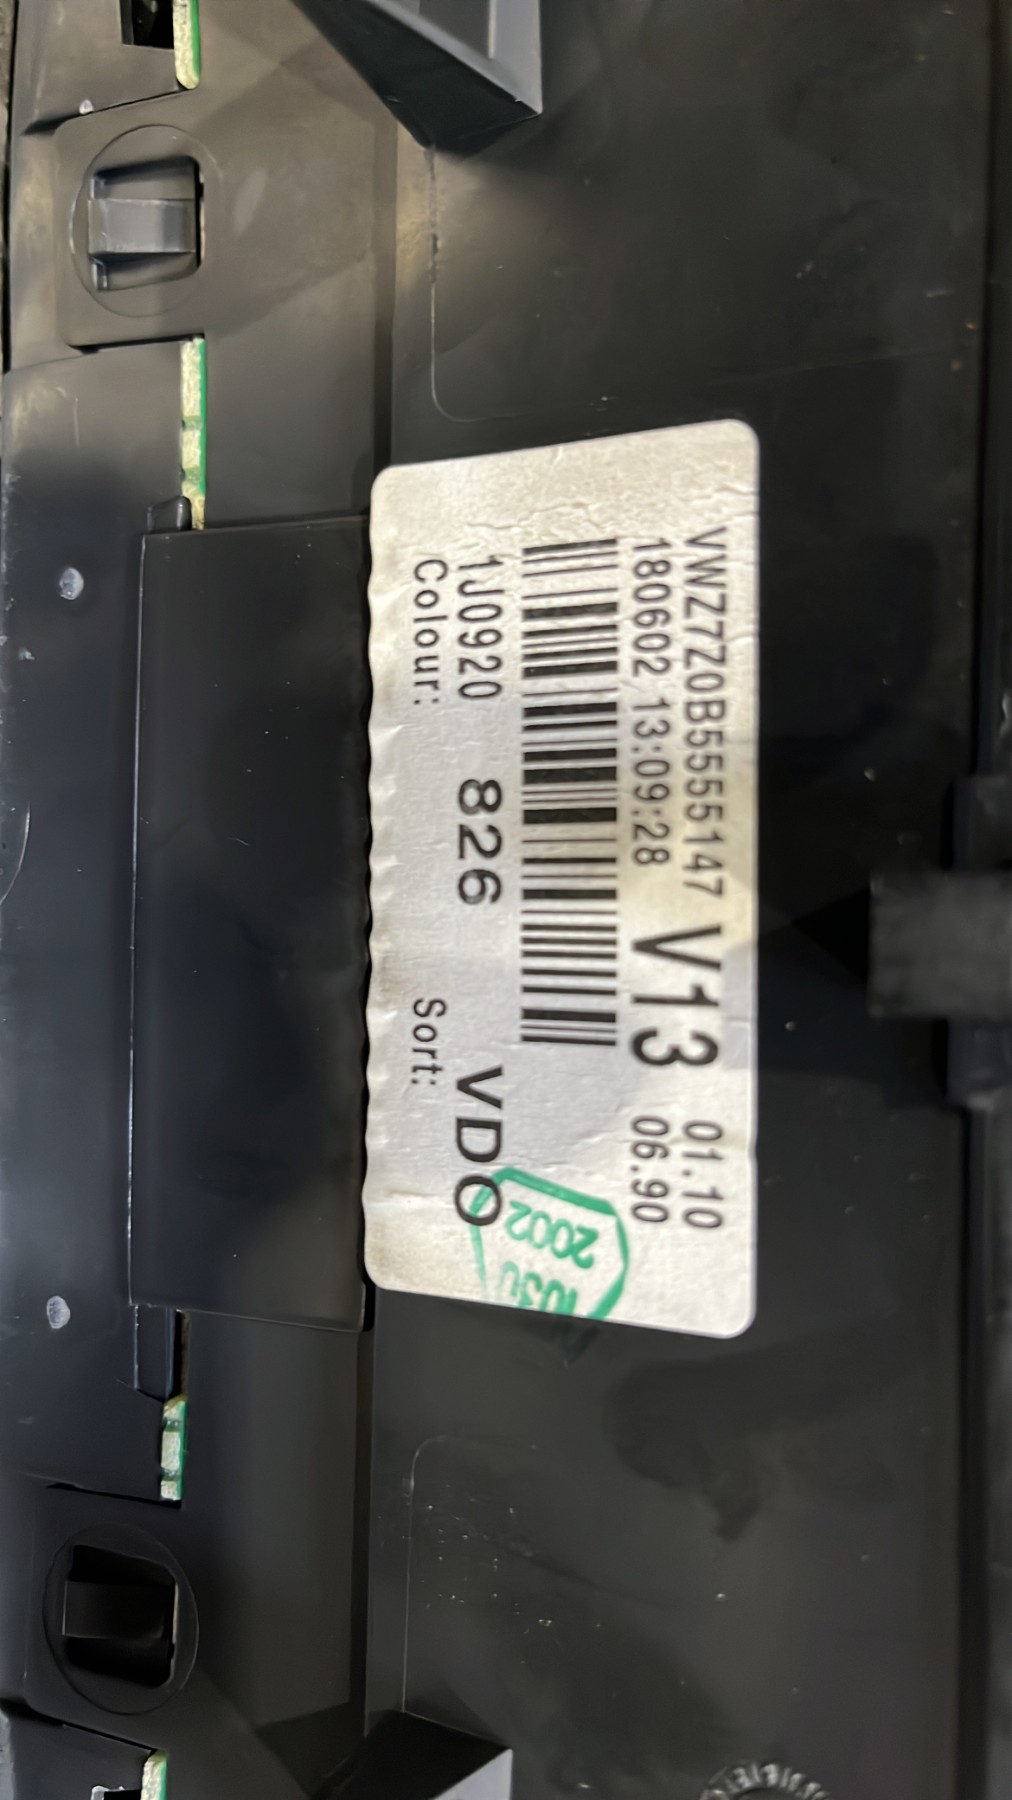 VWZ7Z0B5555147 V13 01.10
180602 13:09:28 06.90
1J0920 826 VDO
Colour: Sort:
2002